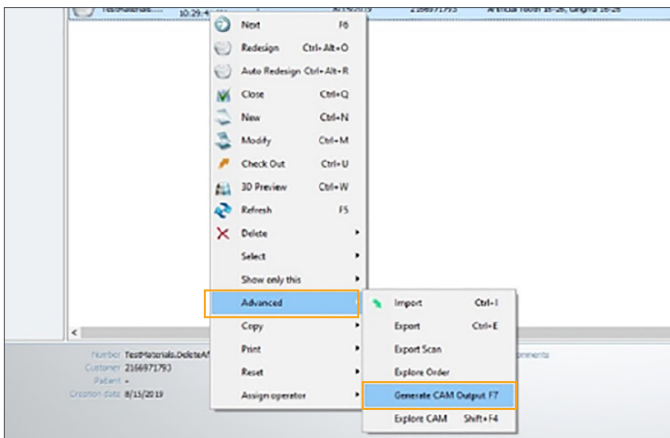 TestMaterials....
10:29:4
8/15/2019
2166971793
Artificial Tooth 16-26, Gingiva 16-26
Next F6
Redesign Ctrl+Alt+O
Auto Redesign Ctrl+Alt+R
Close Ctrl+Q
New Ctrl+N
Modify Ctrl+M
Check Out Ctrl+U
3D Preview Ctrl+W
Refresh F5
Delete
Select
Show only this
Advanced
Copy
Print
Reset
Assign operator
Import Ctrl+I
Export Ctrl+E
Export Scan
Explore Order
Generate CAM Output F7
Explore CAM Shift+F4
Number TestMaterials.DeleteAf
Customer 2166971793
Patient -
Creation date 8/15/2019